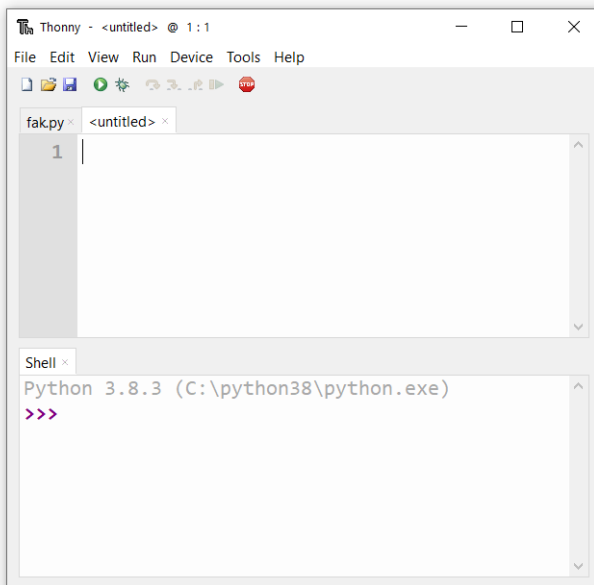 Thonny - <untitled> @ 1 : 1
File Edit View Run Device Tools Help
STOP
fak.py × <untitled> ×
1
Shell ×
Python 3.8.3 (C:\python38\python.exe)
>>>